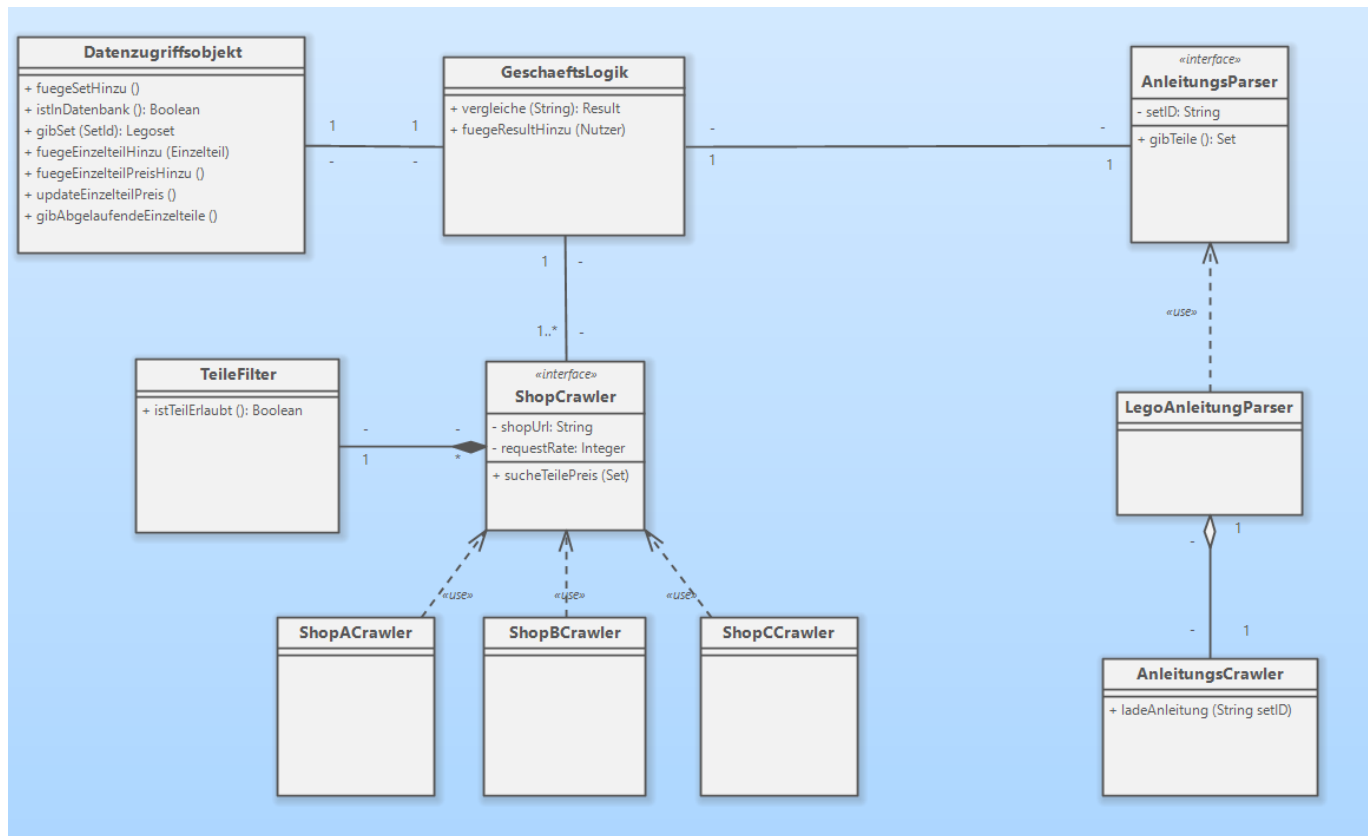 Datenzugriffsobjekt
+ fuegeSetHinzu ()
+ istInDatenbank (): Boolean
+ gibSet (SetId): Legoset
+ fuegeEinzelteilHinzu (Einzelteil)
+ fuegeEinzelteilPreisHinzu ()
+ updateEinzelteilPreis ()
+ gibAbgelaufendeEinzelteile ()
1 1
- -
GeschaeftsLogik
+ vergleiche (String): Result
+ fuegeResultHinzu (Nutzer)
- -
1 1
«interface»
AnleitungsParser
- setID: String
+ gibTeile (): Set
1 -
1..* -
«use»
TeileFilter
+ istTeilErlaubt (): Boolean
- -
1 *
«interface»
ShopCrawler
- shopUrl: String
- requestRate: Integer
+ sucheTeilePreis (Set)
LegoAnleitungParser
- 1
- 1
«use» «use» «use»
ShopACrawler
ShopBCrawler
ShopCCrawler
AnleitungsCrawler
+ ladeAnleitung (String setID)